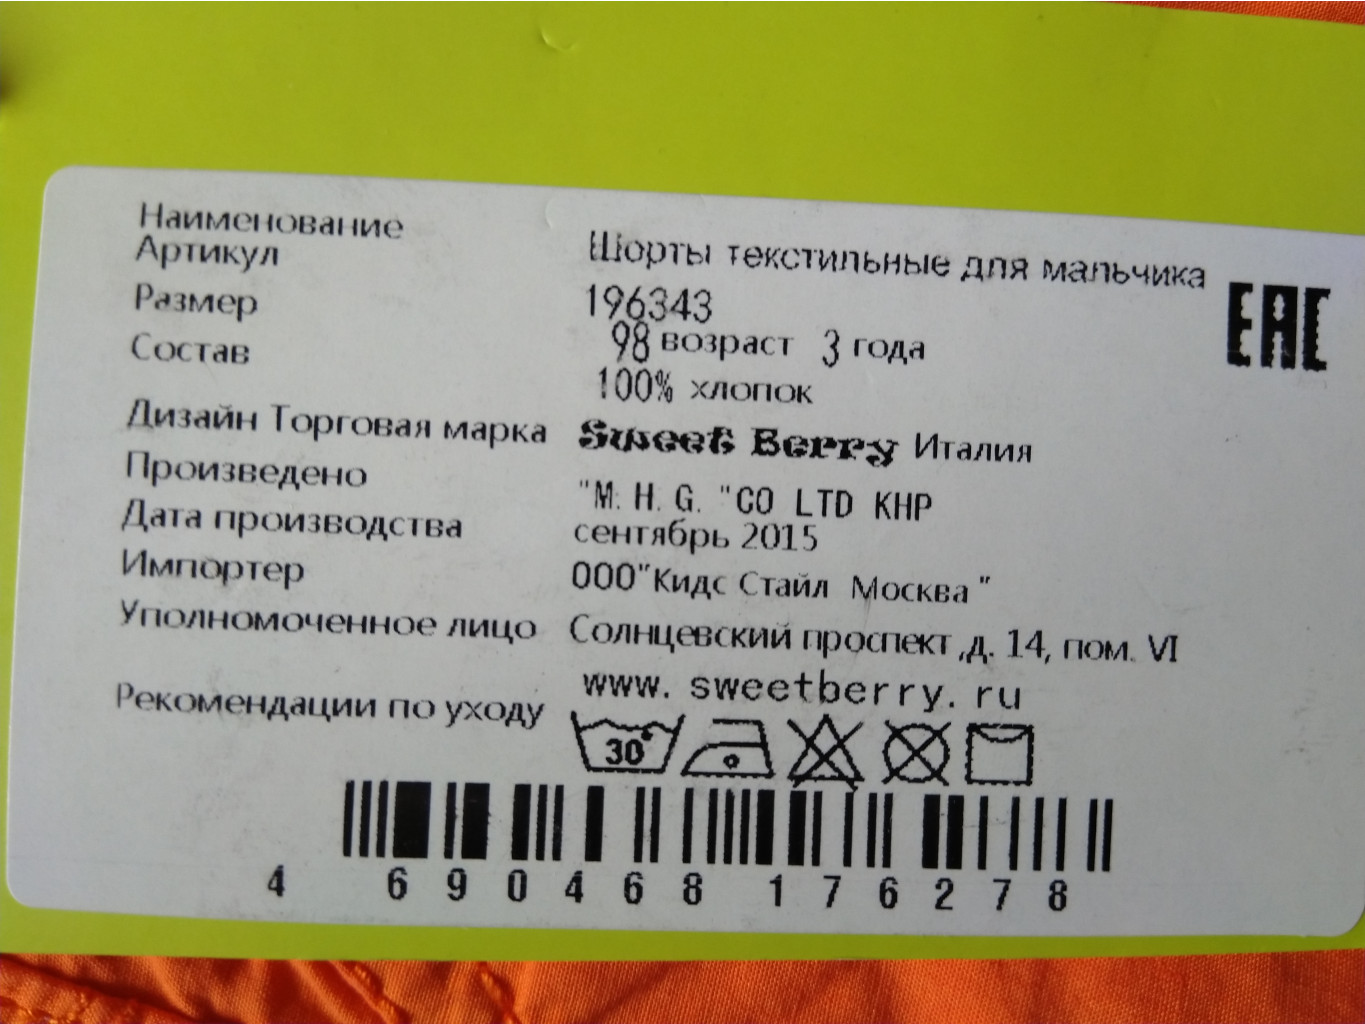 Наименование
Артикул
Шорты текстильные для мальчика
Размер
196343
98 возраст 3 года
Состав
100% хлопок
EAC
Дизайн Торговая марка
Sweet Berry Италия
Произведено
"M. H. G. "CO LTD КНР
Дата производства
сентябрь 2015
Импортер
ООО"Кидс Стайл Москва "
Уполномоченное лицо
Солнцевский проспект ,д. 14, пом. VI
www. sweetberry. ru
Рекомендации по уходу
30°
4 690468 176278